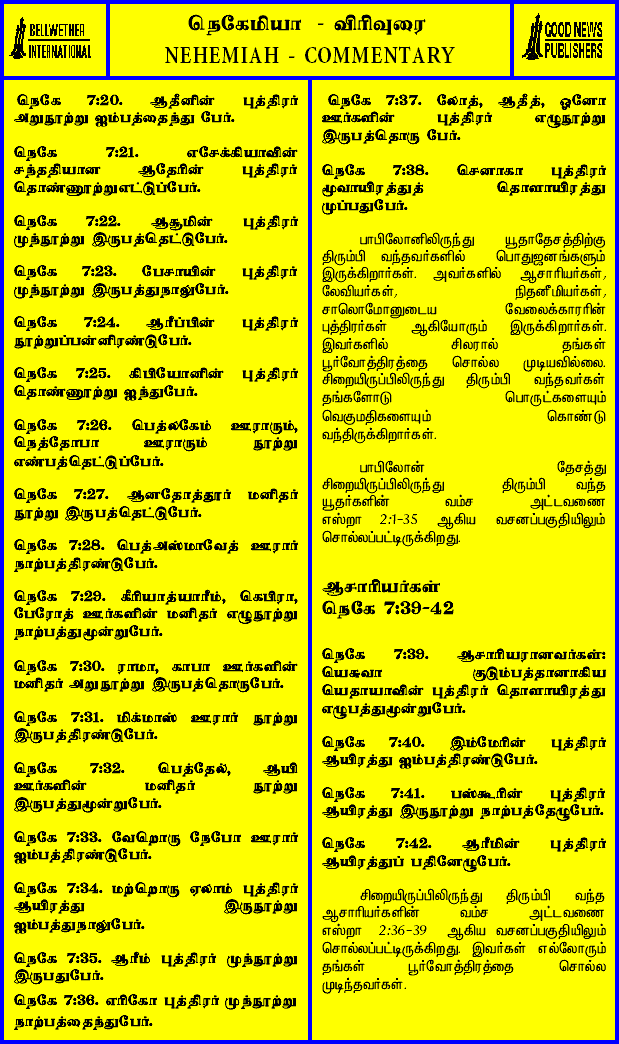 BELLWETHER
INTERNATIONAL
நெகேமியா - விரிவுரை
NEHEMIAH - COMMENTARY
GOOD NEWS
PUBLISHERS
நெகே 7:20. ஆதீனின் புத்திரர்
அறுநூற்று ஐம்பத்தைந்து பேர்.
நெகே 7:21. எசேக்கியாவின்
சந்ததியான ஆதேரின் புத்திரர்
தொண்ணூற்றுஎட்டுப்பேர்.
நெகே 7:22. ஆசூமின் புத்திரர்
முந்நூற்று இருபத்தெட்டுபேர்.
நெகே 7:23. பேசாயின் புத்திரர்
முந்நூற்று இருபத்துநாலுபேர்.
நெகே 7:24. ஆரீப்பின் புத்திரர்
நூற்றுப்பன்னிரண்டுபேர்.
நெகே 7:25. கிபியோனின் புத்திரர்
தொண்ணூற்று ஐந்துபேர்.
நெகே 7:26. பெத்லகேம் ஊராரும்,
நெத்தோபா ஊராரும் நூற்று
எண்பத்தெட்டுப்பேர்.
நெகே 7:27. ஆனதோத்தூர் மனிதர்
நூற்று இருபத்தெட்டுபேர்.
நெகே 7:28. பெத்அஸ்மாவேத் ஊரார்
நாற்பத்திரண்டுபேர்.
நெகே 7:29. கீரியாத்யாரீம், கெபிரா,
பேரோத் ஊர்களின் மனிதர் எழுநூற்று
நாற்பத்துமூன்றுபேர்.
நெகே 7:30. ராமா, காபா ஊர்களின்
மனிதர் அறுநூற்று இருபத்தொருபேர்.
நெகே 7:31. மிக்மாஸ் ஊரார் நூற்று
இருபத்திரண்டுபேர்.
நெகே 7:32. பெத்தேல், ஆயி
ஊர்களின் மனிதர் நூற்று
இருபத்துமூன்றுபேர்.
நெகே 7:33. வேறொரு நேபோ ஊரார்
ஐம்பத்திரண்டுபேர்.
நெகே 7:34. மற்றொரு ஏலாம் புத்திரர்
ஆயிரத்து இருநூற்று
ஐம்பத்துநாலுபேர்.
நெகே 7:35. ஆரீம் புத்திரர் முந்நூற்று
இருபதுபேர்.
நெகே 7:36. எரிகோ புத்திரர் முந்நூற்று
நாற்பத்தைந்துபேர்.
நெகே 7:37. லோத், ஆதீத், ஓனோ
ஊர்களின் புத்திரர் எழுநூற்று
இருபத்தொரு பேர்.
நெகே 7:38. செனாகா புத்திரர்
மூவாயிரத்துத் தொளாயிரத்து
முப்பதுபேர்.
பாபிலோனிலிருந்து யூதாதேசத்திற்கு
திரும்பி வந்தவர்களில் பொதுஜனங்களும்
இருக்கிறார்கள். அவர்களில் ஆசாரியர்கள்,
லேவியர்கள், நிதனீமியர்கள்,
சாலொமோனுடைய வேலைக்காரரின்
புத்திரர்கள் ஆகியோரும் இருக்கிறார்கள்.
இவர்களில் சிலரால் தங்கள்
பூர்வோத்திரத்தை சொல்ல முடியவில்லை.
சிறையிருப்பிலிருந்து திரும்பி வந்தவர்கள்
தங்களோடு பொருட்களையும்
வெகுமதிகளையும் கொண்டு
வந்திருக்கிறார்கள்.
பாபிலோன் தேசத்து
சிறையிருப்பிலிருந்து திரும்பி வந்த
யூதர்களின் வம்ச அட்டவணை
எஸ்றா 2:1-35 ஆகிய வசனப்பகுதியிலும்
சொல்லப்பட்டிருக்கிறது.
ஆசாரியர்கள்
நெகே 7:39-42
நெகே 7:39. ஆசாரியரானவர்கள்:
யெசுவா குடும்பத்தானாகிய
யெதாயாவின் புத்திரர் தொளாயிரத்து
எழுபத்துமூன்றுபேர்.
நெகே 7:40. இம்மேரின் புத்திரர்
ஆயிரத்து ஐம்பத்திரண்டுபேர்.
நெகே 7:41. பஸ்கூரின் புத்திரர்
ஆயிரத்து இருநூற்று நாற்பத்தேழுபேர்.
நெகே 7:42. ஆரீமின் புத்திரர்
ஆயிரத்துப் பதினேழுபேர்.
சிறையிருப்பிலிருந்து திரும்பி வந்த
ஆசாரியர்களின் வம்ச அட்டவணை
எஸ்றா 2:36-39 ஆகிய வசனப்பகுதியிலும்
சொல்லப்பட்டிருக்கிறது. இவர்கள் எல்லோரும்
தங்கள் பூர்வோத்திரத்தை சொல்ல
முடிந்தவர்கள்.